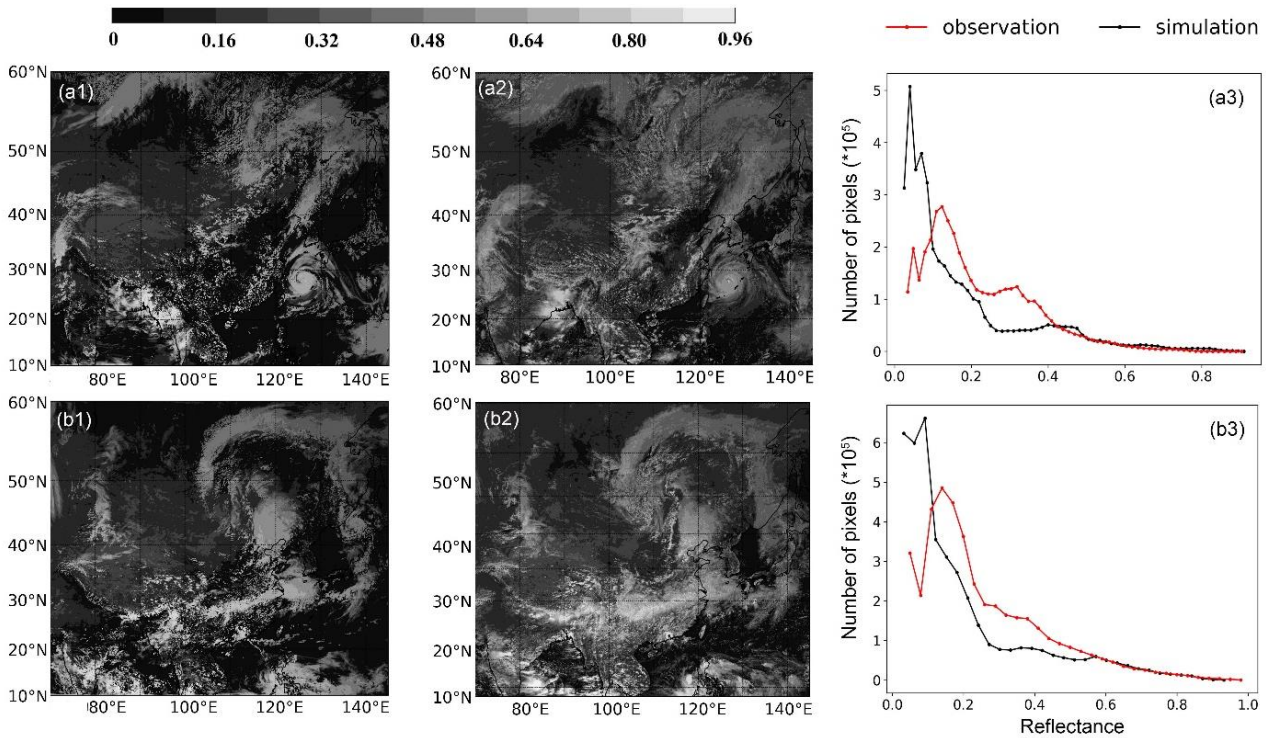 0 0.16 0.32 0.48 0.64 0.80 0.96
observation simulation
(a1)
60°N
50°N
40°N
30°N
20°N
10°N
80°E 100°E 120°E 140°E
(a2)
60°N
50°N
40°N
30°N
20°N
10°N
80°E 100°E 120°E 140°E
(a3)
Number of pixels (*10⁵)
5
4
3
2
1
0
0.0 0.2 0.4 0.6 0.8
(b1)
60°N
50°N
40°N
30°N
20°N
10°N
80°E 100°E 120°E 140°E
(b2)
60°N
50°N
40°N
30°N
20°N
10°N
80°E 100°E 120°E 140°E
(b3)
Number of pixels (*10⁵)
6
5
4
3
2
1
0
0.0 0.2 0.4 0.6 0.8 1.0
Reflectance